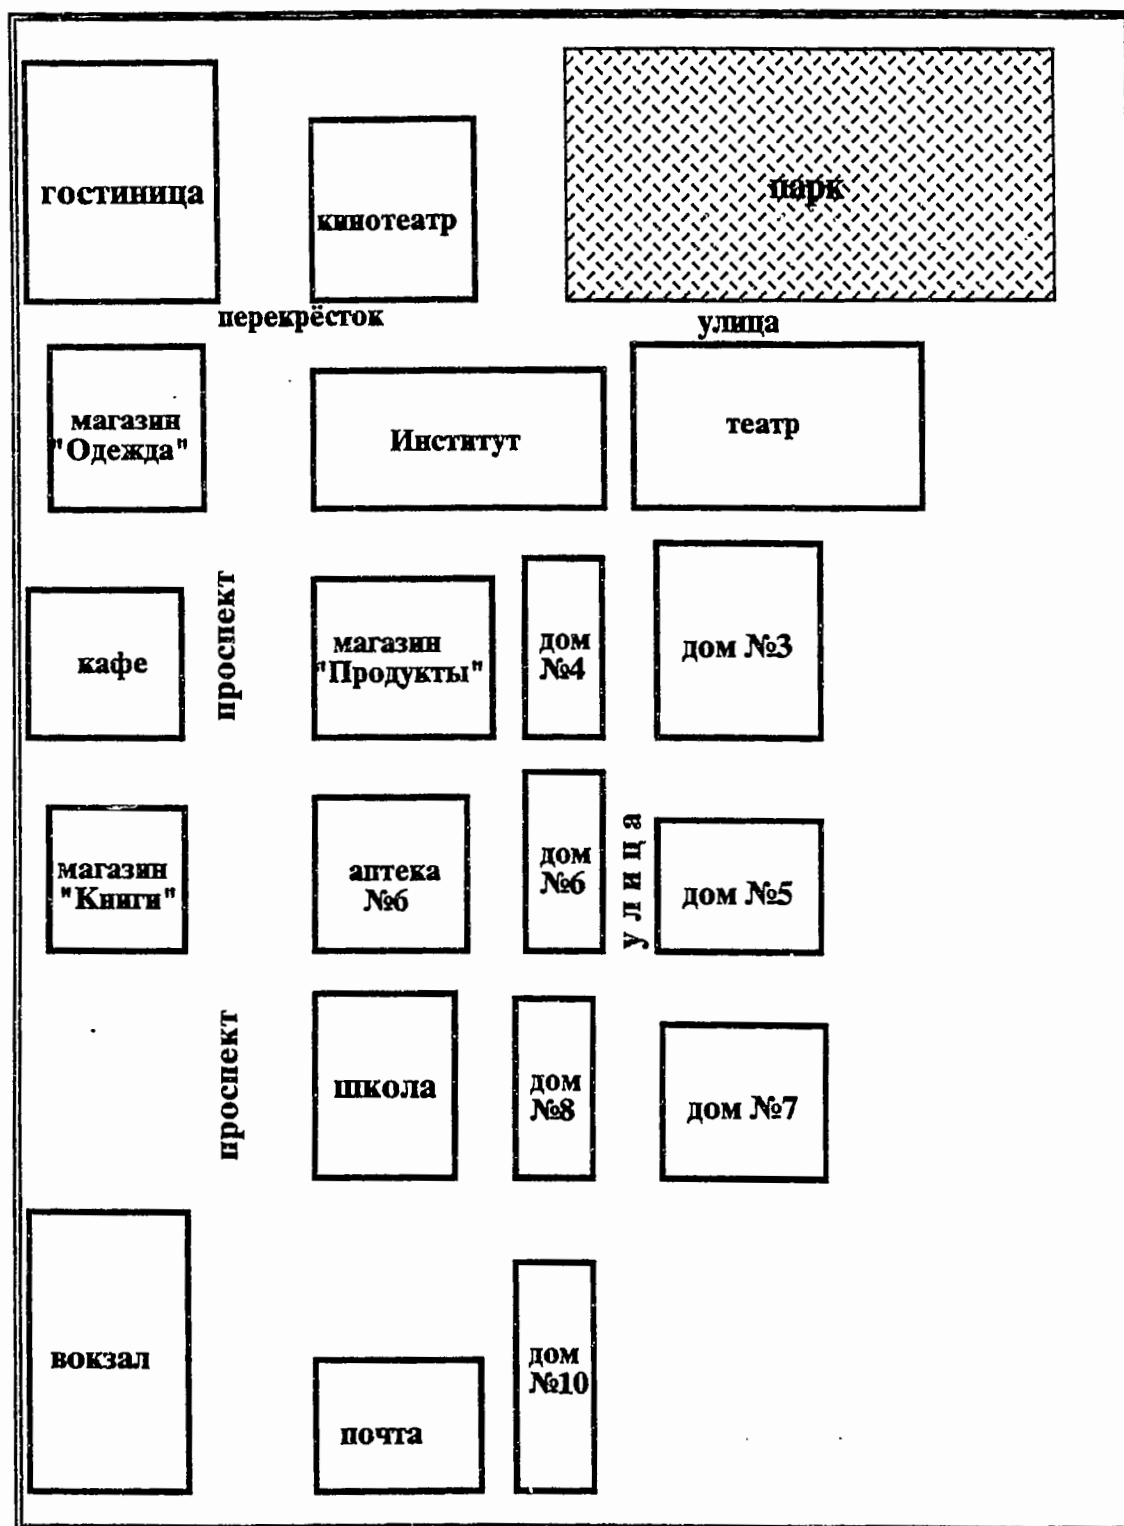 гостиница
кинотеатр
парк
перекрёсток
улица
магазин
"Одежда"
Институт
театр
кафе
проспект
магазин
"Продукты"
дом
№4
дом №3
магазин
"Книги"
аптека
№6
дом
№6
улица
дом №5
проспект
школа
дом
№8
дом №7
вокзал
почта
дом
№10